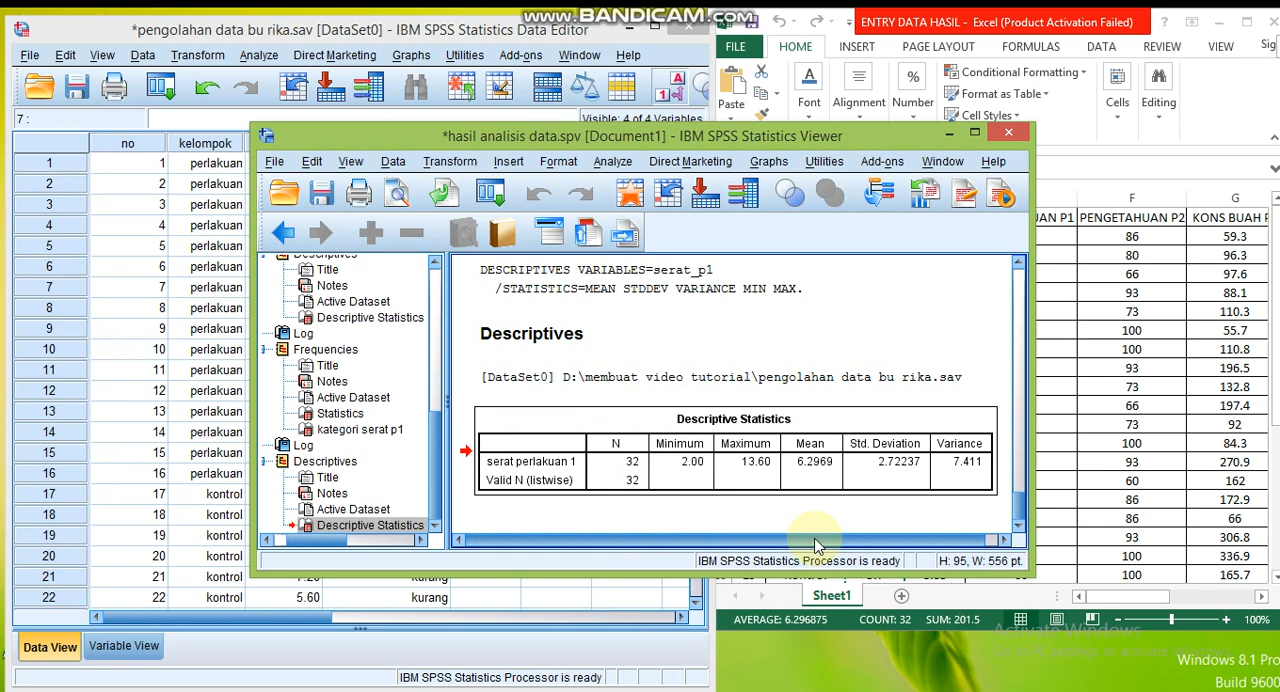 WWW.BANDICAM.COM
*pengolahan data bu rika.sav [DataSet0] - IBM SPSS Statistics Data Editor
File Edit View Data Transform Analyze Direct Marketing Graphs Utilities Add-ons Window Help
7 :
Visible: 4 of 4 Variables
no kelompok
1 1 perlakuan
2 2 perlakuan
3 3 perlakuan
4 4 perlakuan
5 5 perlakuan
6 6 perlakuan
7 7 perlakuan
8 8 perlakuan
9 9 perlakuan
10 10 perlakuan
11 11 perlakuan
12 12 perlakuan
13 13 perlakuan
14 14 perlakuan
15 15 perlakuan
16 16 perlakuan
17 17 kontrol
18 18 kontrol
19 19 kontrol
20 20 kontrol
21 21 kontrol 7.20 kurang
22 22 kontrol 5.60 kurang
Data View Variable View
IBM SPSS Statistics Processor is ready
*hasil analisis data.spv [Document1] - IBM SPSS Statistics Viewer
File Edit View Data Transform Insert Format Analyze Direct Marketing Graphs Utilities Add-ons Window Help
Descriptives
Title
Notes
Active Dataset
Descriptive Statistics
Log
Frequencies
Title
Notes
Active Dataset
Statistics
kategori serat p1
Log
Descriptives
Title
Notes
Active Dataset
Descriptive Statistics
DESCRIPTIVES VARIABLES=serat_p1
/STATISTICS=MEAN STDDEV VARIANCE MIN MAX.
Descriptives
[DataSet0] D:\membuat video tutorial\pengolahan data bu rika.sav
Descriptive Statistics
N Minimum Maximum Mean Std. Deviation Variance
serat perlakuan 1 32 2.00 13.60 6.2969 2.72237 7.411
Valid N (listwise) 32
IBM SPSS Statistics Processor is ready H: 95, W: 556 pt.
ENTRY DATA HASIL - Excel (Product Activation Failed)
FILE HOME INSERT PAGE LAYOUT FORMULAS DATA REVIEW VIEW Sig
Paste Font Alignment Number
Conditional Formatting
Format as Table
Cell Styles
Cells Editing
F G
UAN P1 PENGETAHUAN P2 KONS BUAH P
86 59.3
80 96.3
66 97.6
93 88.1
73 110.3
100 55.7
100 110.8
93 196.5
73 132.8
66 197.4
73 92
100 84.3
93 270.9
86 172.9
86 66
93 306.8
100 336.9
100 165.7
Sheet1
AVERAGE: 6.296875 COUNT: 32 SUM: 201.5 100%
Activate Windows
Windows 8.1 Pro
Build 9600